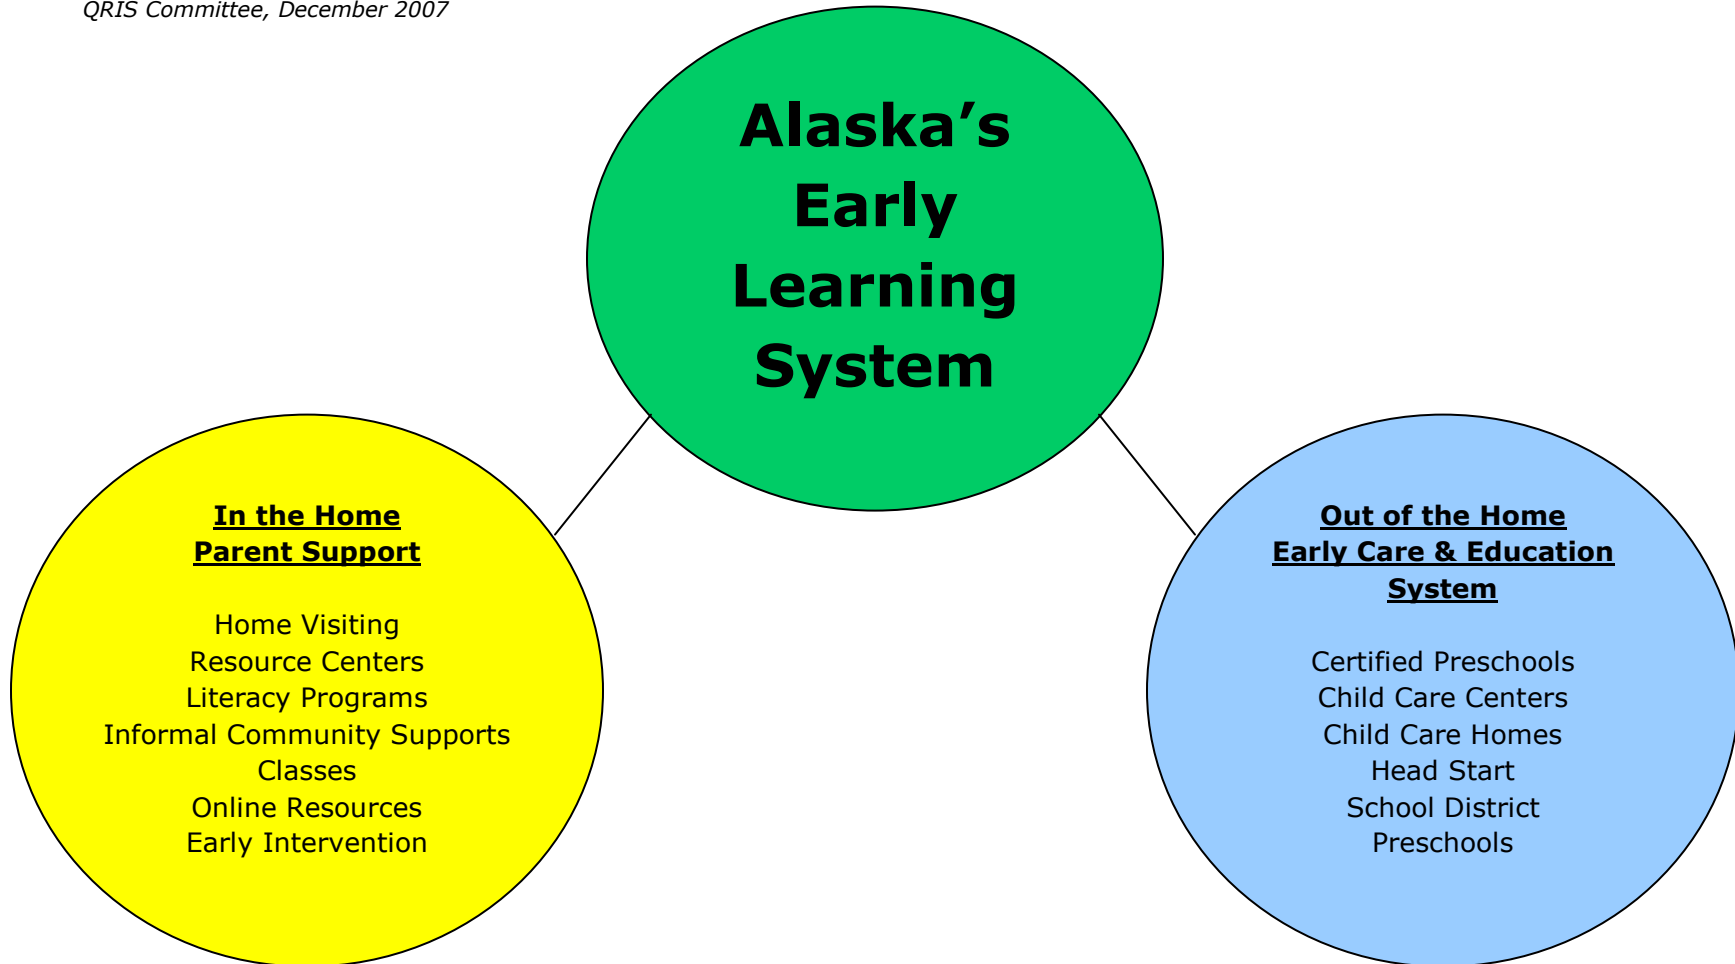 QRIS Committee, December 2007
Alaska’s
Early
Learning
System
In the Home
Parent Support
Home Visiting
Resource Centers
Literacy Programs
Informal Community Supports
Classes
Online Resources
Early Intervention
Out of the Home
Early Care & Education
System
Certified Preschools
Child Care Centers
Child Care Homes
Head Start
School District
Preschools